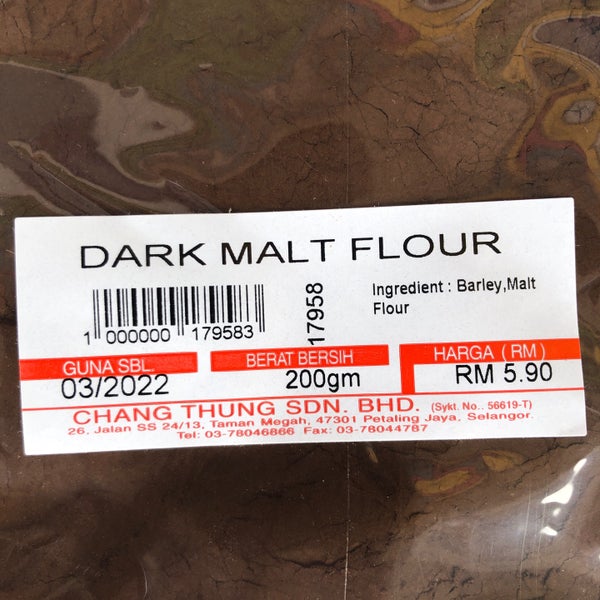 DARK MALT FLOUR
1 000000 179583
17958
Ingredient : Barley,Malt
Flour
GUNA SBL.
03/2022
BERAT BERSIH
200gm
HARGA ( RM )
RM 5.90
CHANG THUNG SDN. BHD. (Sykt. No.. 56619-T)
26, Jalan SS 24/13, Taman Megah, 47301 Petaling Jaya, Selangor.
Tel: 03-78046866 Fax: 03-78044787